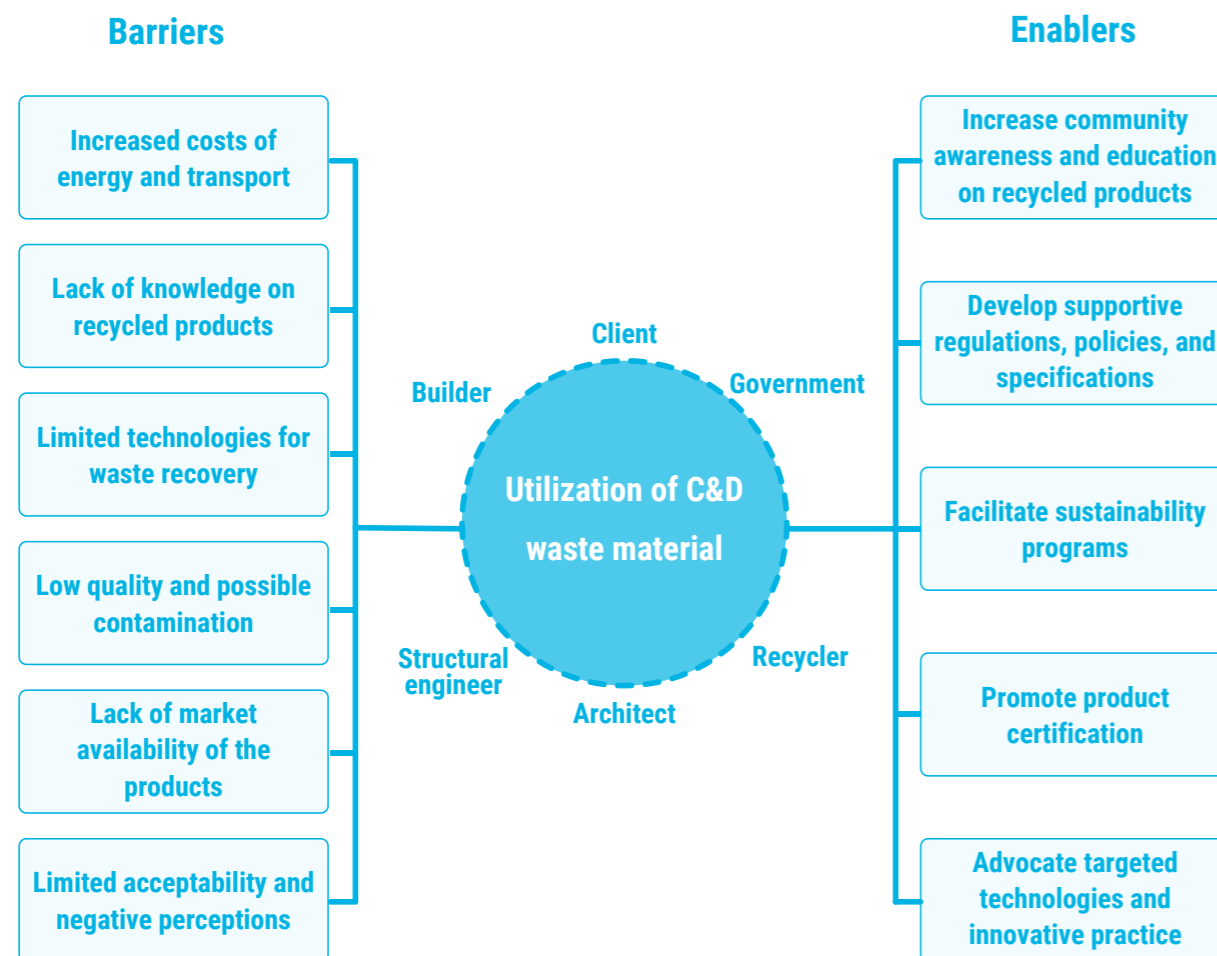 Barriers
Increased costs of
energy and transport
Lack of knowledge on
recycled products
Limited technologies for
waste recovery
Low quality and possible
contamination
Lack of market
availability of the
products
Limited acceptability and
negative perceptions
Client
Builder
Government
Utilization of C&D
waste material
Structural
engineer
Recycler
Architect
Enablers
Increase community
awareness and education
on recycled products
Develop supportive
regulations, policies, and
specifications
Facilitate sustainability
programs
Promote product
certification
Advocate targeted
technologies and
innovative practice